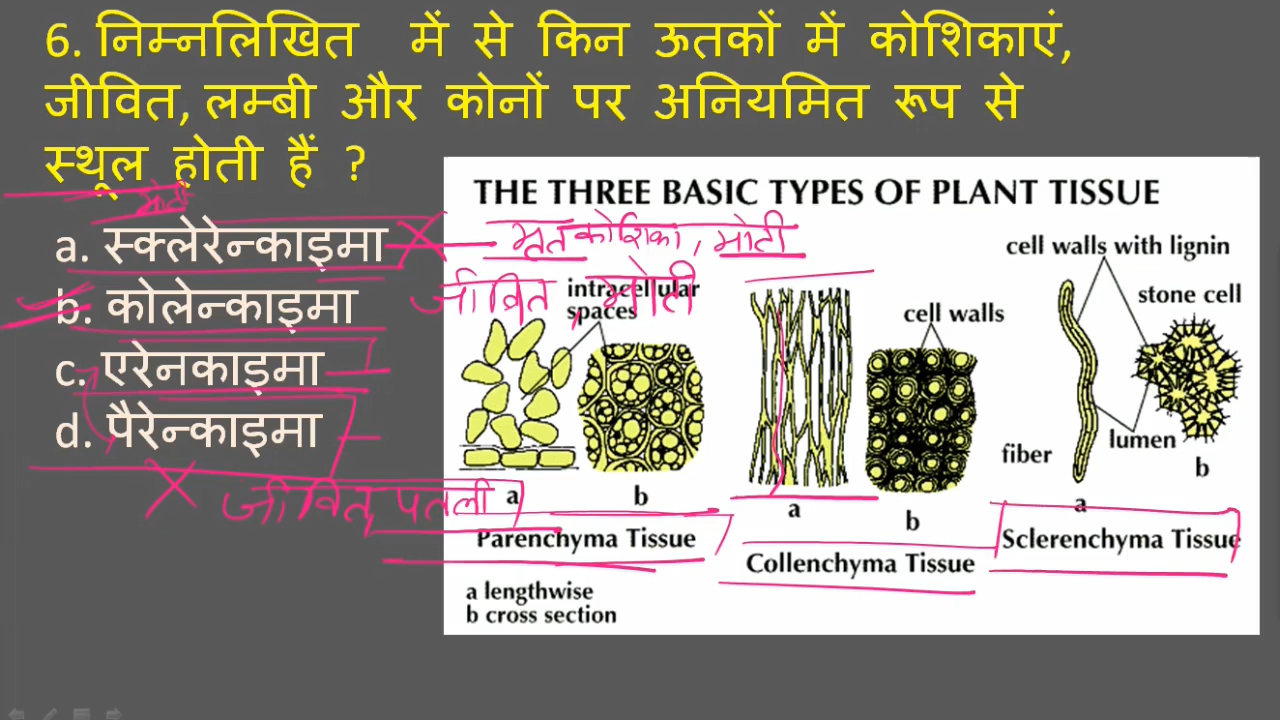 6. निम्नलिखित में से किन ऊतकों में कोशिकाएं,
जीवित, लम्बी और कोनों पर अनियमित रूप से
स्थूल होती हैं ?
मोटी
a. स्क्लेरेन्काइमा
मृत कोशिका, मोटी
b. कोलेन्काइमा
जीवित, मोटी
c. एरेनकाइमा
d. पैरेन्काइमा
जीवित, पतली
THE THREE BASIC TYPES OF PLANT TISSUE
intracellular
spaces
a
b
Parenchyma Tissue
a lengthwise
b cross section
cell walls
a
b
Collenchyma Tissue
cell walls with lignin
stone cell
fiber
lumen
a
b
Sclerenchyma Tissue